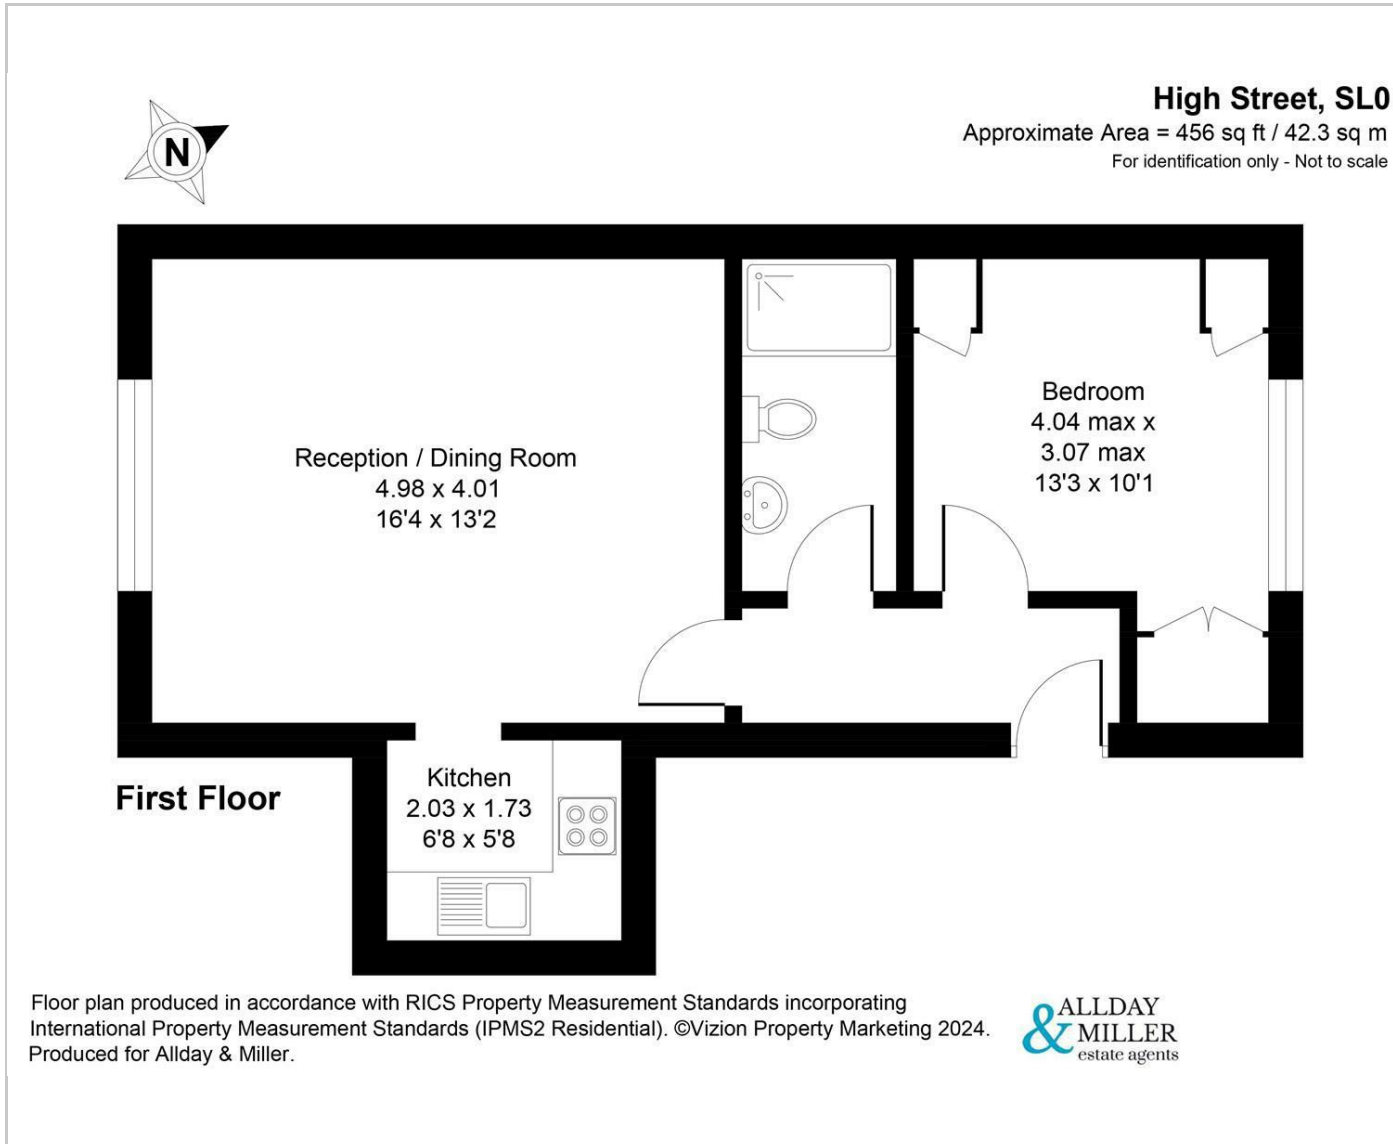 High Street, SL0
Approximate Area = 456 sq ft / 42.3 sq m
For identification only - Not to scale
N
Reception / Dining Room
4.98 x 4.01
16'4 x 13'2
Bedroom
4.04 max x
3.07 max
13'3 x 10'1
Kitchen
2.03 x 1.73
6'8 x 5'8
First Floor
Floor plan produced in accordance with RICS Property Measurement Standards incorporating
International Property Measurement Standards (IPMS2 Residential). ©Vizion Property Marketing 2024.
Produced for Allday & Miller.
ALLDAY
& MILLER
estate agents